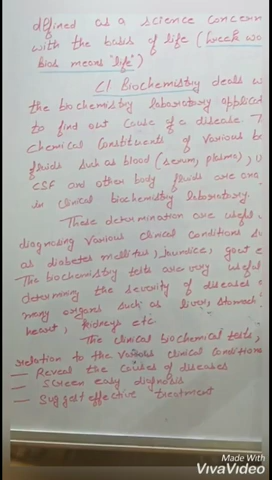 defined as a science concern
with the basis of life (Greek wo
Bios means "life")
Cl Biochemistry deals w
the biochemistry laboratory applicat
to find out cause of a disease. T
chemical constituents of various b
fluids such as blood (serum, plasma), U
CSF and other body fluids are ana
in clinical biochemistry laboratory.
These determination are useful
diagnosing various clinical conditions s
as diabetes mellitus, Jaundice, gout e
The biochemistry tests are very useful
determining the severity of diseases
many organs such as liver, stomach
heart, kidneys etc.
The clinical biochemical tests,
relation to the various clinical conditions
— Reveal the causes of diseases
— Screen easy diagnosis
— Suggest effective treatment
Made With
VivaVideo